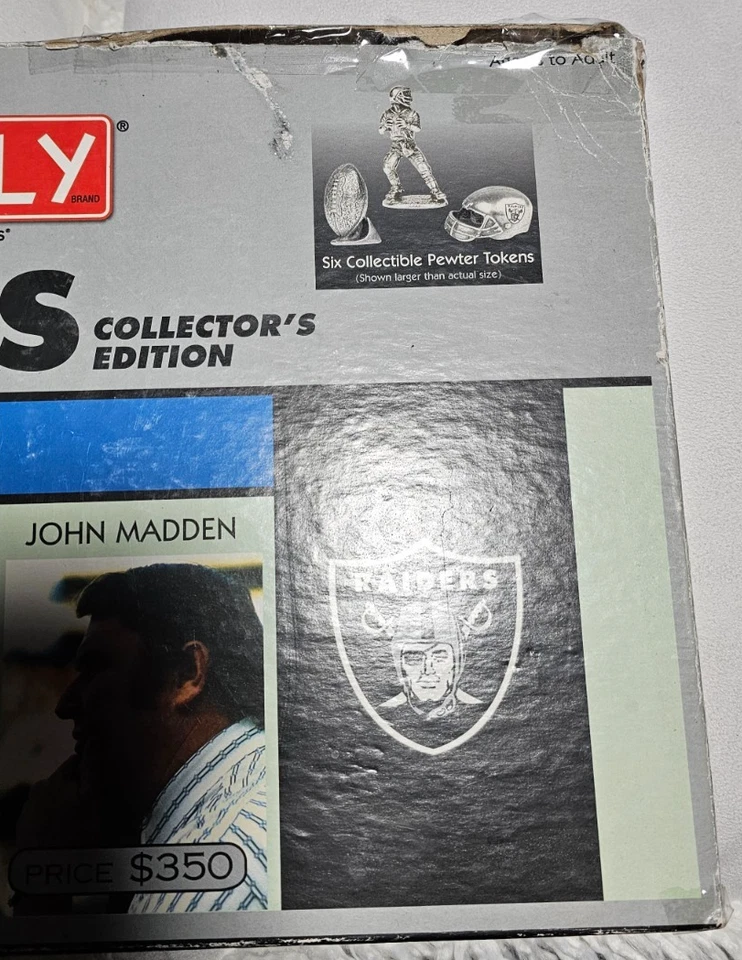 to Adult
LY®
BRAND
S COLLECTOR'S
EDITION
Six Collectible Pewter Tokens
(Shown larger than actual size)
JOHN MADDEN
RAIDERS
PRICE $350